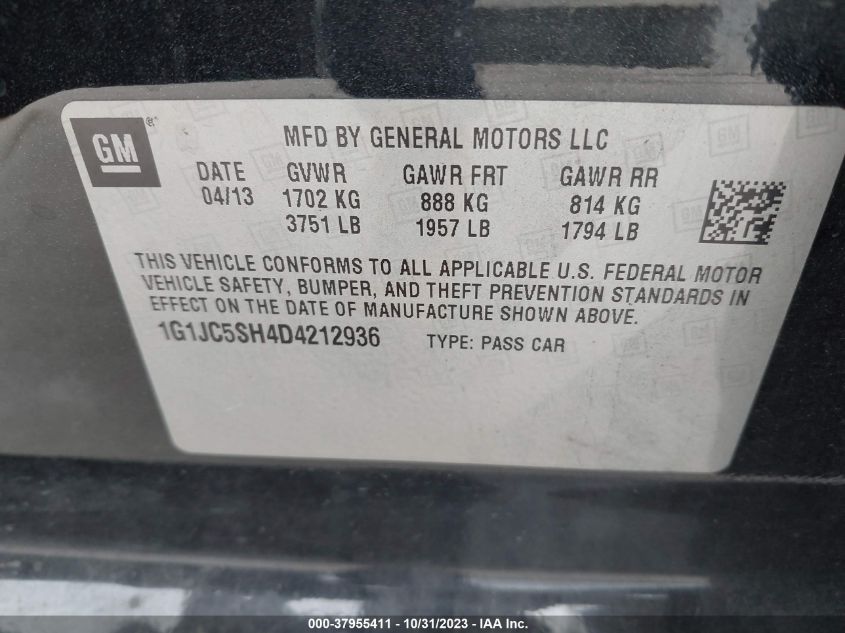 GM ®
MFD BY GENERAL MOTORS LLC
DATE GVWR GAWR FRT GAWR RR
04/13 1702 KG 888 KG 814 KG
3751 LB 1957 LB 1794 LB
THIS VEHICLE CONFORMS TO ALL APPLICABLE U.S. FEDERAL MOTOR
VEHICLE SAFETY, BUMPER, AND THEFT PREVENTION STANDARDS IN
EFFECT ON THE DATE OF MANUFACTURE SHOWN ABOVE.
1G1JC5SH4D4212936 TYPE: PASS CAR
000-37955411 - 10/31/2023 - IAA Inc.